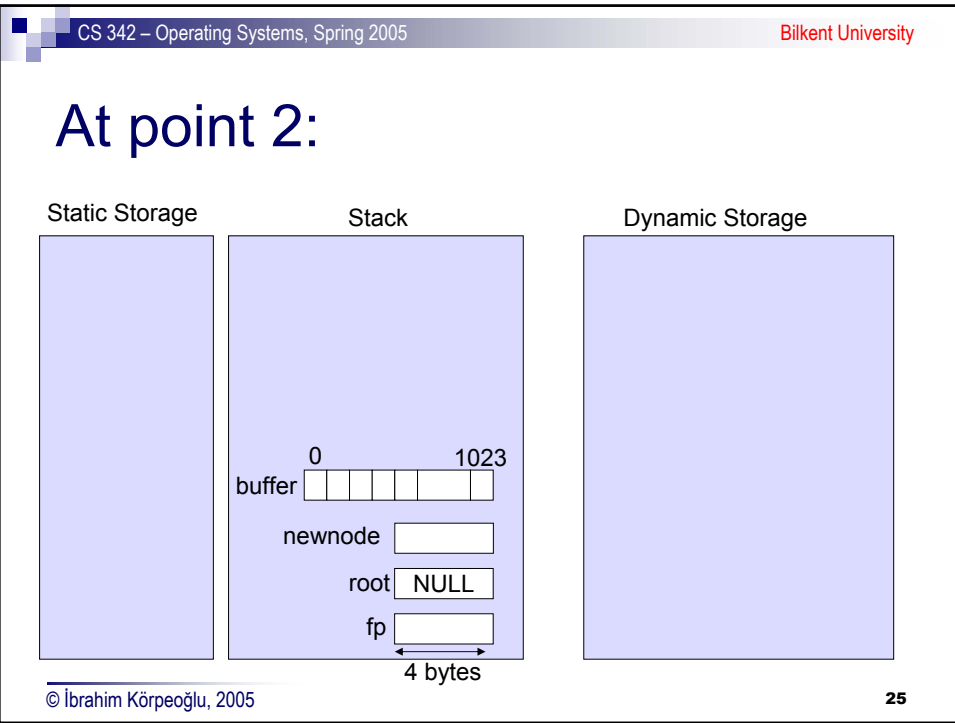 CS 342 – Operating Systems, Spring 2005 Bilkent University
At point 2:
Static Storage Stack Dynamic Storage
0 1023
buffer
newnode
root NULL
fp
4 bytes
© İbrahim Körpeoğlu, 2005 25